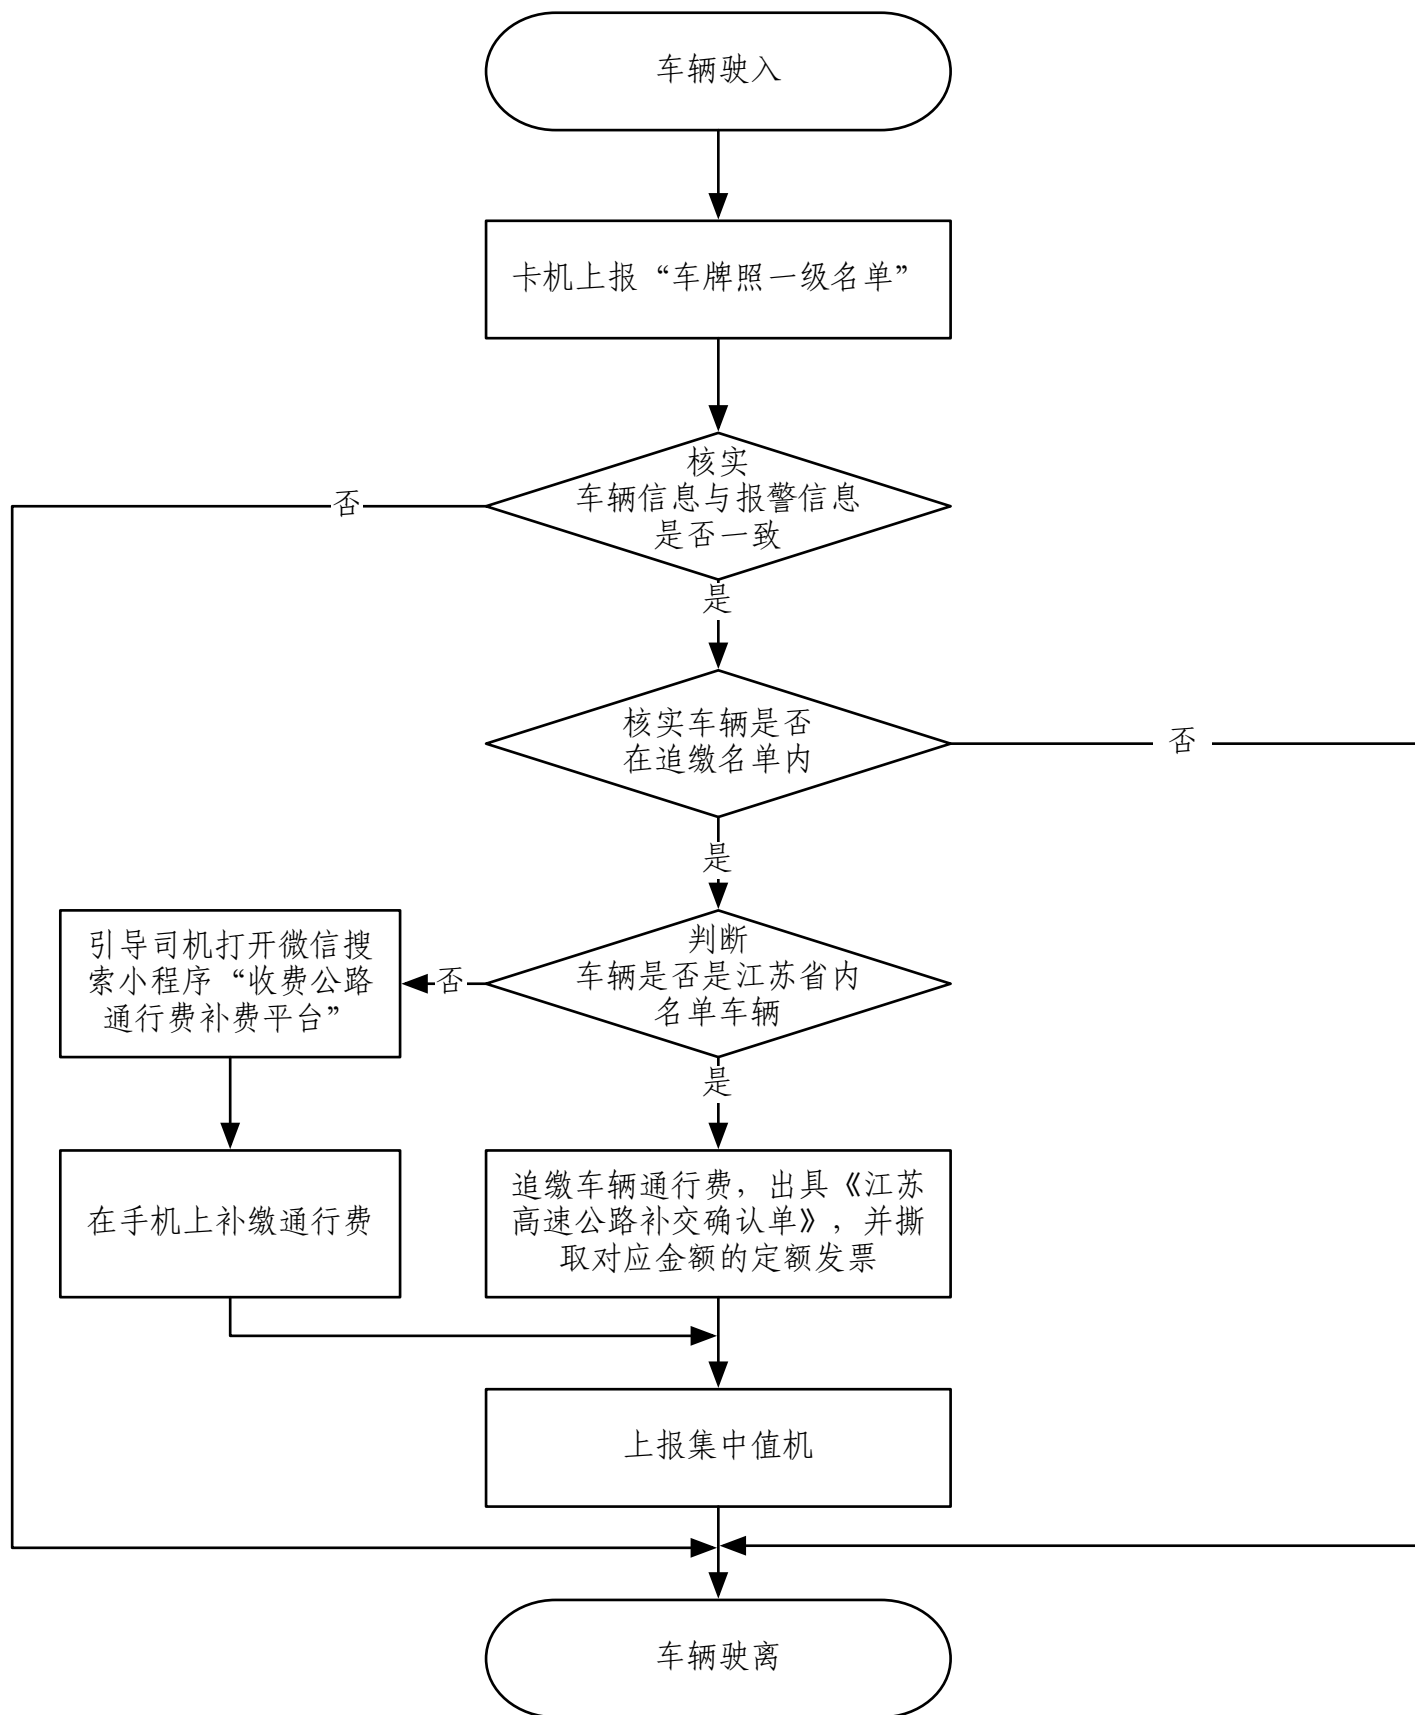 车辆驶入
卡机上报“车牌照一级名单”
核实
车辆信息与报警信息
是否一致
否
是
核实车辆是否
在追缴名单内
否
是
引导司机打开微信搜
索小程序“收费公路
通行费补费平台”
否
判断
车辆是否是江苏省内
名单车辆
是
在手机上补缴通行费
追缴车辆通行费，出具《江苏
高速公路补交确认单》，并撕
取对应金额的定额发票
上报集中值机
车辆驶离